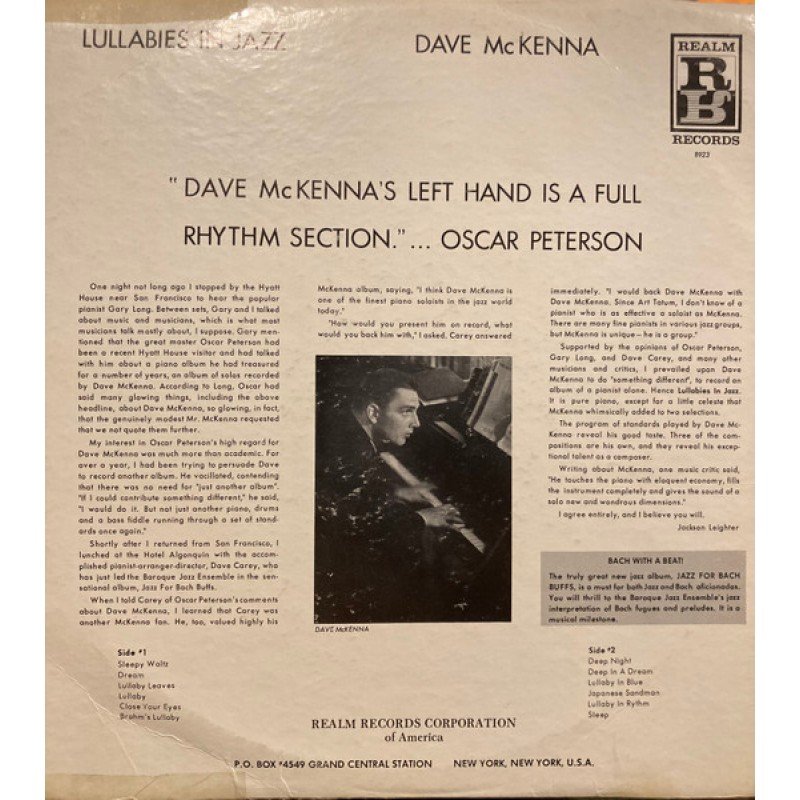 LULLABIES IN JAZZ
DAVE McKENNA
REALM
RB
RECORDS
8923
"DAVE McKENNA'S LEFT HAND IS A FULL
RHYTHM SECTION."... OSCAR PETERSON
One night not long ago I stopped by the Hyatt
House near San Francisco to hear the popular
pianist Gary Long. Between sets, Gary and I talked
about music and musicians, which is what most
musicians talk mostly about, I suppose. Gary men-
tioned that the great master Oscar Peterson had
been a recent Hyatt House visitor and had talked
with him about a piano album he had treasured
for a number of years, an album of solos recorded
by Dave McKenna. According to Long, Oscar had
said many glowing things, including the above
headline, about Dave McKenna, so glowing, in fact,
that the genuinely modest Mr. McKenna requested
that we not quote them further.
My interest in Oscar Peterson's high regard for
Dave McKenna was much more than academic. For
over a year, I had been trying to persuade Dave
to record another album. He vacillated, contending
that there was no need for "just another album".
"If I could contribute something different," he said,
"I would do it. But not just another piano, drums
and a bass fiddle running through a set of stand-
ards once again."
Shortly after I returned from San Francisco, I
lunched at the Hotel Algonquin with the accom-
plished pianist-arranger-director, Dave Carey, who
has just led the Baroque Jazz Ensemble in the sen-
sational album, Jazz For Bach Buffs.
When I told Carey of Oscar Peterson's comments
about Dave McKenna, I learned that Carey was
another McKenna fan. He, too, valued highly his
McKenna album, saying, "I think Dave McKenna is
one of the finest piano soloists in the jazz world
today."
"How would you present him on record, what
would you back him with," I asked. Carey answered
DAVE McKENNA
immediately. "I would back Dave McKenna with
Dave McKenna. Since Art Tatum, I don't know of a
pianist who is as effective a soloist as McKenna.
There are many fine pianists in various jazz groups,
but McKenna is unique — he is a group."
Supported by the opinions of Oscar Peterson,
Gary Long, and Dave Carey, and many other
musicians and critics, I prevailed upon Dave
McKenna to do "something different", to record an
album of a pianist alone. Hence Lullabies In Jazz.
It is pure piano, except for a little celeste that
McKenna whimsically added to two selections.
The program of standards played by Dave Mc-
Kenna reveal his good taste. Three of the com-
positions are his own, and they reveal his excep-
tional talent as a composer.
Writing about McKenna, one music critic said,
"He touches the piano with eloquent economy, fills
the instrument completely and gives the sound of a
solo new and wondrous dimensions."
I agree entirely, and I believe you will.
Jackson Leighter
BACH WITH A BEAT!
The truly great new jazz album, JAZZ FOR BACH
BUFFS, is a must for both Jazz and Bach aficionados.
You will thrill to the Baroque Jazz Ensemble's jazz
interpretation of Bach fugues and preludes. It is a
musical milestone.
Side #1
Sleepy Waltz
Dream
Lullaby Leaves
Lullaby
Close Your Eyes
Brahm's Lullaby
Side #2
Deep Night
Deep In A Dream
Lullaby In Blue
Japanese Sandman
Lullaby In Rythm
Sleep
REALM RECORDS CORPORATION
of America
P.O. BOX #4549 GRAND CENTRAL STATION NEW YORK, NEW YORK, U.S.A.